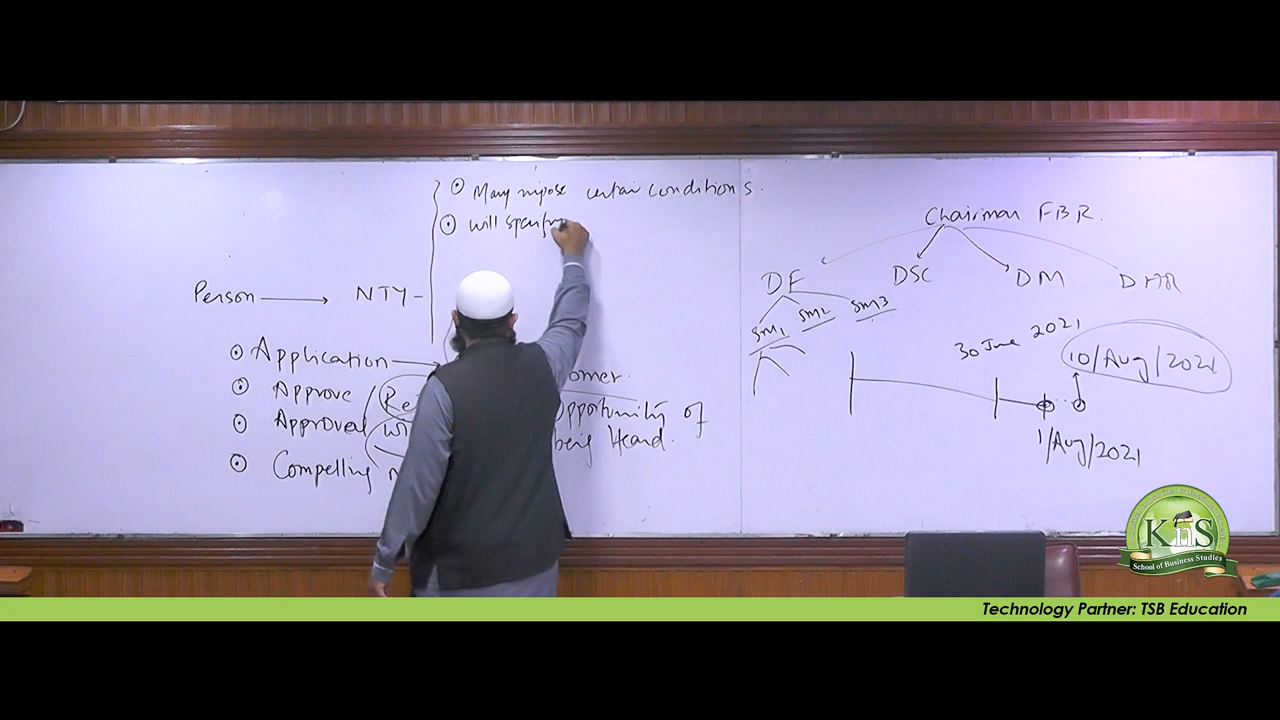 Many impose certain conditions.
will specify
Person → NTY -
Application →
Approve / Re
Approval
Compelling
omer.
Opportunity of
being Heard.
Chairman FBR.
DF DSC DM DHR
SM1 SM2 SM3
30 June 2021
10/Aug/2021
1/Aug/2021
KnS
School of Business Studies
Technology Partner: TSB Education